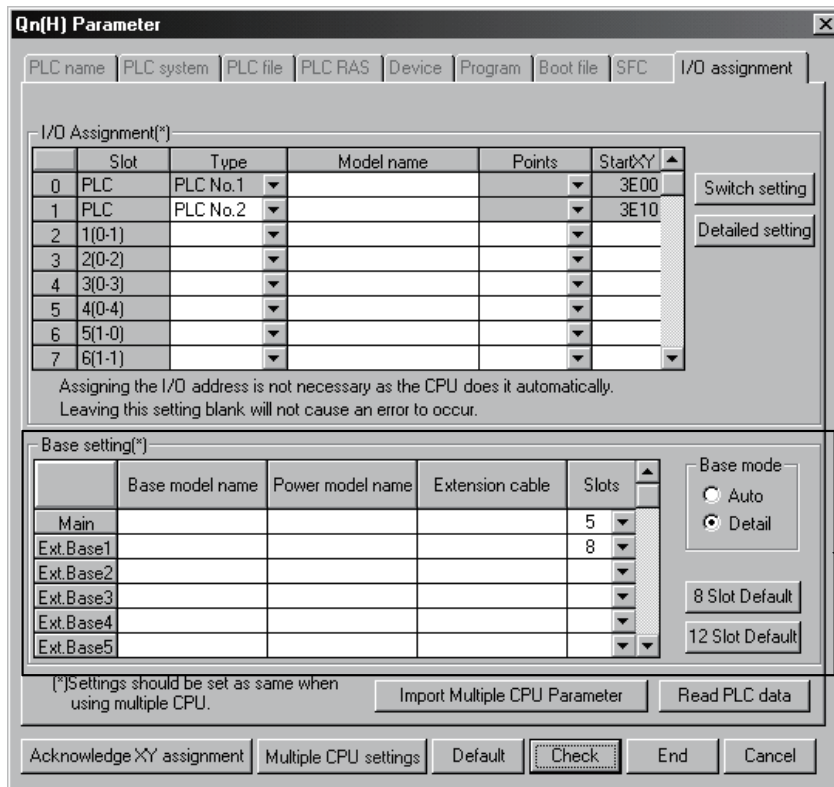 Qn(H) Parameter
PLC name PLC system PLC file PLC RAS Device Program Boot file SFC I/O assignment
I/O Assignment(*)
Slot Type Model name Points StartXY
0 PLC PLC No.1 3E00
1 PLC PLC No.2 3E10
2 1(0-1)
3 2(0-2)
4 3(0-3)
5 4(0-4)
6 5(1-0)
7 6(1-1)
Switch setting
Detailed setting
Assigning the I/O address is not necessary as the CPU does it automatically.
Leaving this setting blank will not cause an error to occur.
Base setting(*)
Base model name Power model name Extension cable Slots
Main 5
Ext.Base1 8
Ext.Base2
Ext.Base3
Ext.Base4
Ext.Base5
Base mode
Auto
Detail
8 Slot Default
12 Slot Default
(*)Settings should be set as same when
using multiple CPU.
Import Multiple CPU Parameter Read PLC data
Acknowledge XY assignment Multiple CPU settings Default Check End Cancel